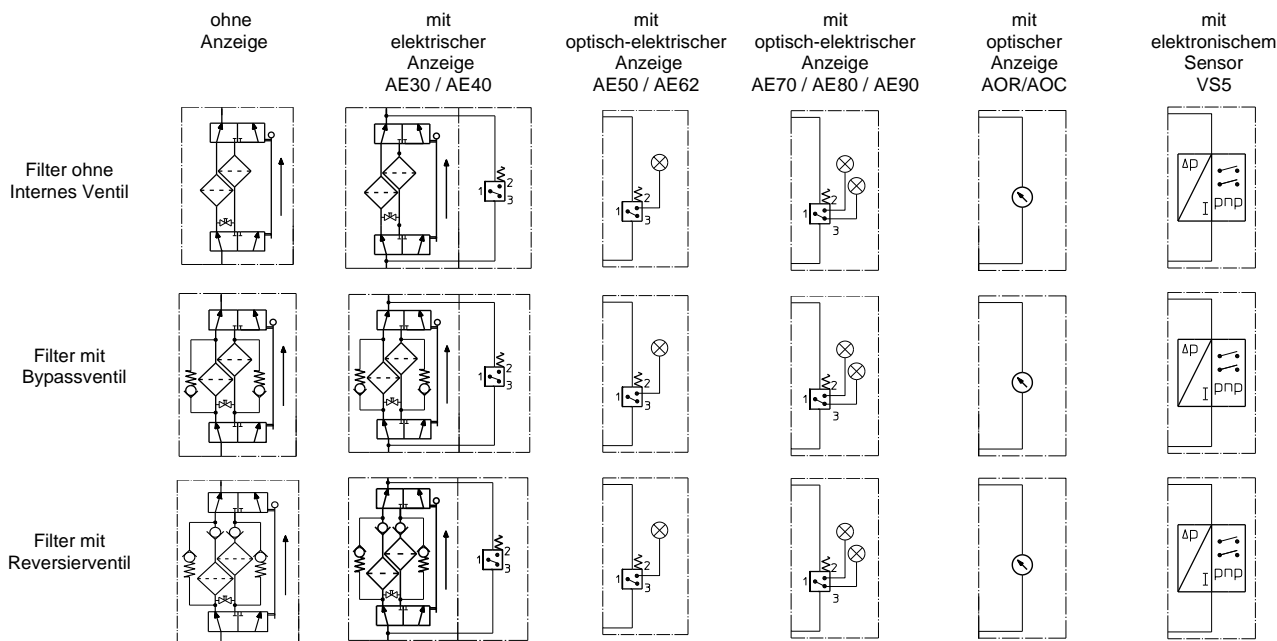 ohne
Anzeige
mit
elektrischer
Anzeige
AE30 / AE40
mit
optisch-elektrischer
Anzeige
AE50 / AE62
mit
optisch-elektrischer
Anzeige
AE70 / AE80 / AE90
mit
optischer
Anzeige
AOR/AOC
mit
elektronischem
Sensor
VS5
Filter ohne
Internes Ventil
1 2
3
1 2
3
1 2
3
Δp
I
pnp
Filter mit
Bypassventil
1 2
3
1 2
3
1 2
3
Δp
I
pnp
Filter mit
Reversierventil
1 2
3
1 2
3
1 2
3
Δp
I
pnp